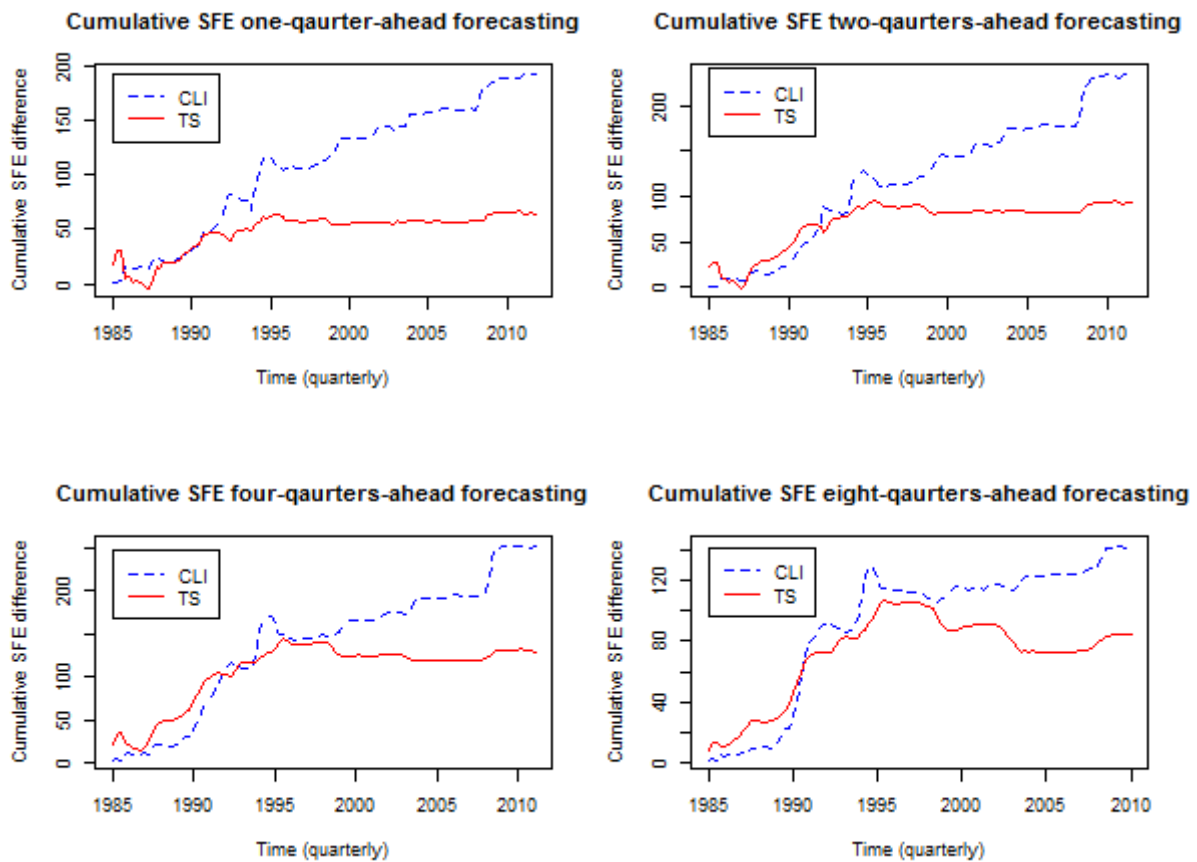 Cumulative SFE one-qaurter-ahead forecasting
Cumulative SFE difference
200
150
100
50
0
CLI
TS
1985 1990 1995 2000 2005 2010
Time (quarterly)
Cumulative SFE two-qaurters-ahead forecasting
Cumulative SFE difference
200
100
50
0
CLI
TS
1985 1990 1995 2000 2005 2010
Time (quarterly)
Cumulative SFE four-qaurters-ahead forecasting
Cumulative SFE difference
200
100
50
0
CLI
TS
1985 1990 1995 2000 2005 2010
Time (quarterly)
Cumulative SFE eight-qaurters-ahead forecasting
Cumulative SFE difference
120
80
40
0
CLI
TS
1985 1990 1995 2000 2005 2010
Time (quarterly)